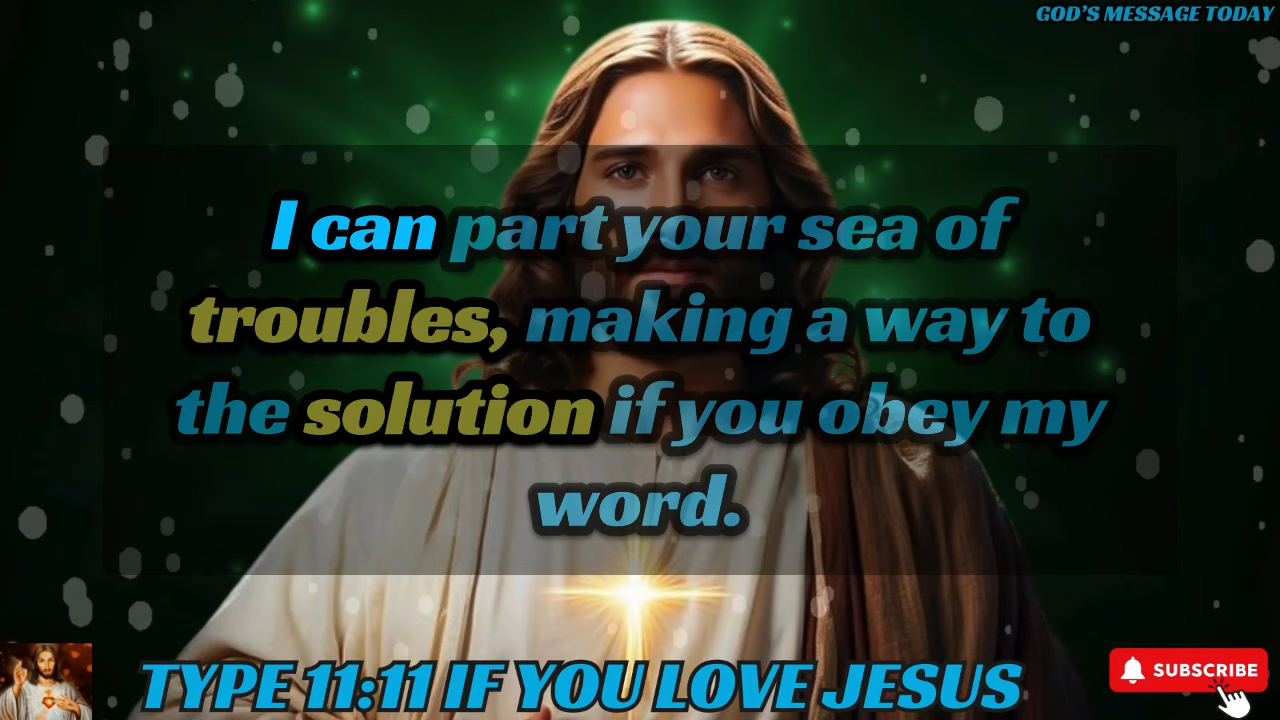 GOD'S MESSAGE TODAY
I can part your sea of
troubles, making a way to
the solution if you obey my
word.
TYPE 11:11 IF YOU LOVE JESUS
SUBSCRIBE